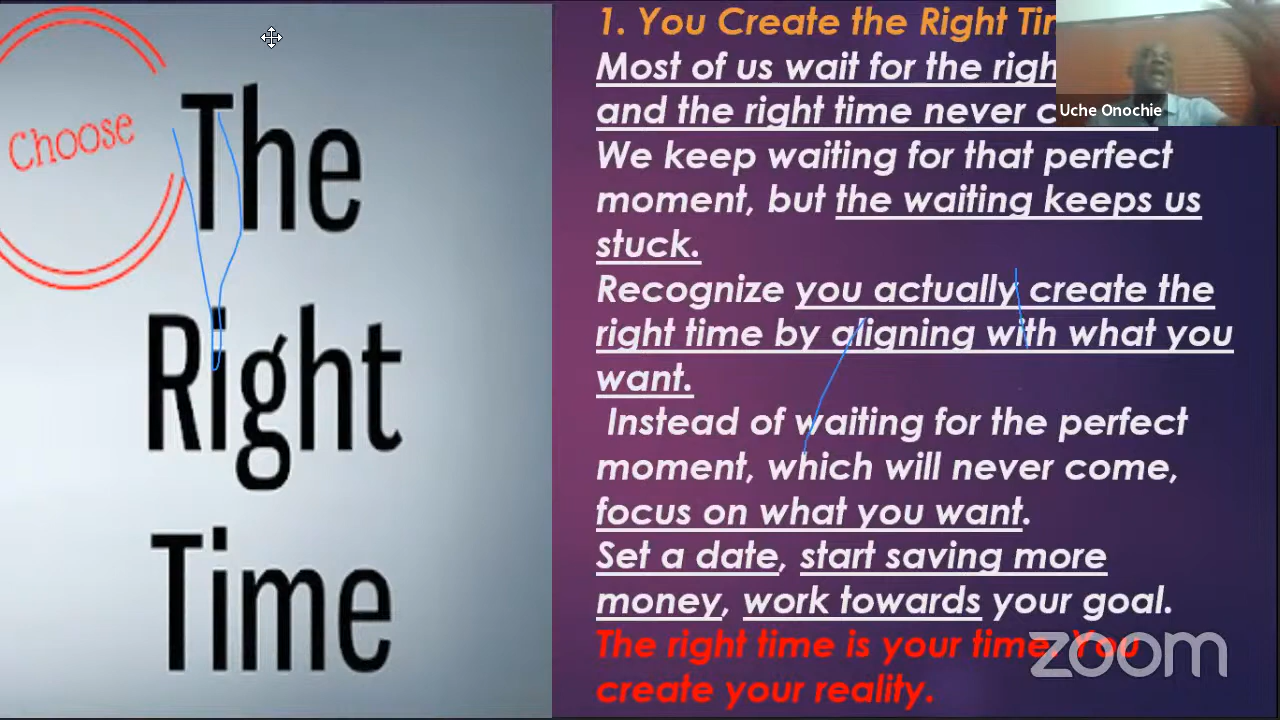 Choose
The
Right
Time
1. You Create the Right
Most of us wait for the
and the right time never
We keep waiting for that perfect
moment, but the waiting keeps us
stuck.
Recognize you actually create the
right time by aligning with what you
want.
Instead of waiting for the perfect
moment, which will never come,
focus on what you want.
Set a date, start saving more
money, work towards your goal.
The right time is your time. You
create your reality.
Uche Onochie
zoom